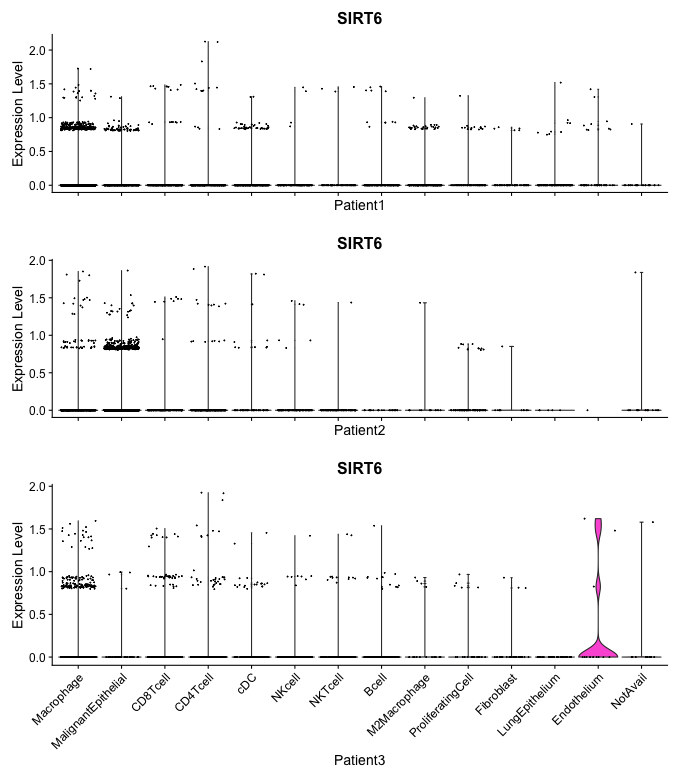 SIRT6
Expression Level
2.0
1.5
1.0
0.5
0.0
Patient1
SIRT6
Expression Level
2.0
1.5
1.0
0.5
0.0
Patient2
SIRT6
Expression Level
2.0
1.5
1.0
0.5
0.0
Macrophage
MalignantEpithelial
CD8Tcell
CD4Tcell
cDC
NKcell
NKTcell
Bcell
M2Macrophage
ProliferatingCell
Fibroblast
LungEpithelium
Endothelium
NotAvail
Patient3